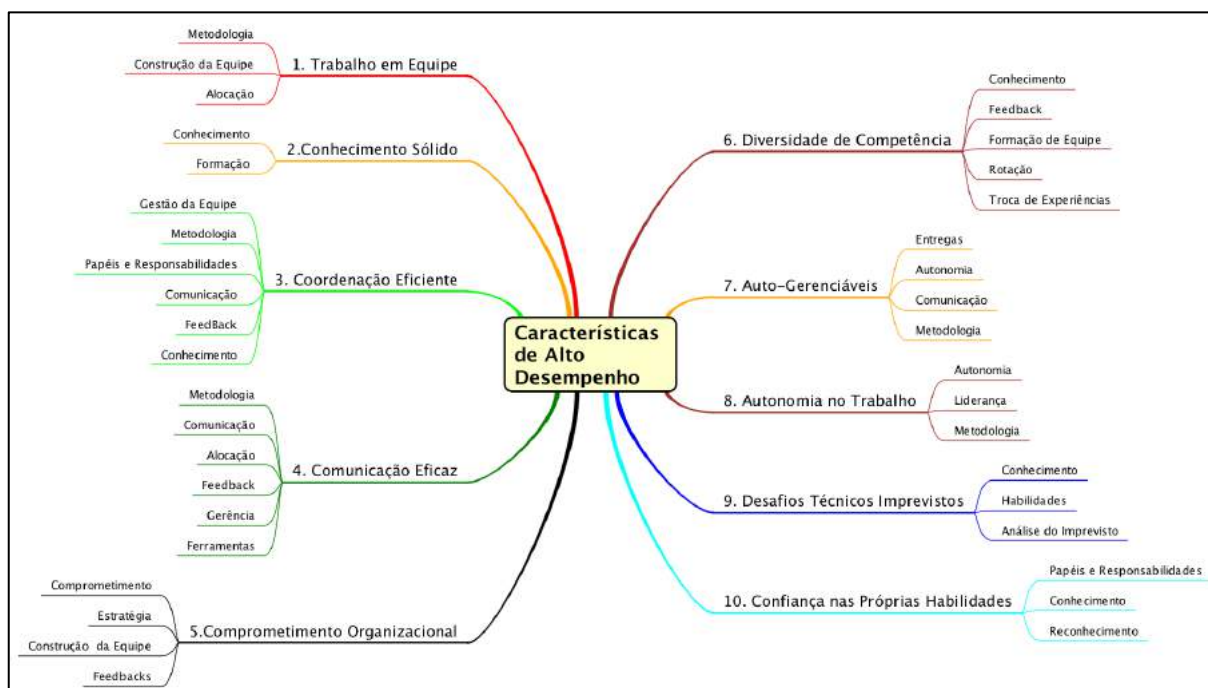 Metodologia
Construção da Equipe
Alocação
1. Trabalho em Equipe
Conhecimento
Formação
2.Conhecimento Sólido
Gestão da Equipe
Metodologia
Papéis e Responsabilidades
Comunicação
FeedBack
Conhecimento
3. Coordenação Eficiente
Metodologia
Comunicação
Alocação
Feedback
Gerência
Ferramentas
4. Comunicação Eficaz
Comprometimento
Estratégia
Construção da Equipe
Feedbacks
5.Comprometimento Organizacional
Características
de Alto
Desempenho
6. Diversidade de Competência
Conhecimento
Feedback
Formação de Equipe
Rotação
Troca de Experiências
7. Auto-Gerenciáveis
Entregas
Autonomia
Comunicação
Metodologia
8. Autonomia no Trabalho
Autonomia
Liderança
Metodologia
9. Desafios Técnicos Imprevistos
Conhecimento
Habilidades
Análise do Imprevisto
10. Confiança nas Próprias Habilidades
Papéis e Responsabilidades
Conhecimento
Reconhecimento